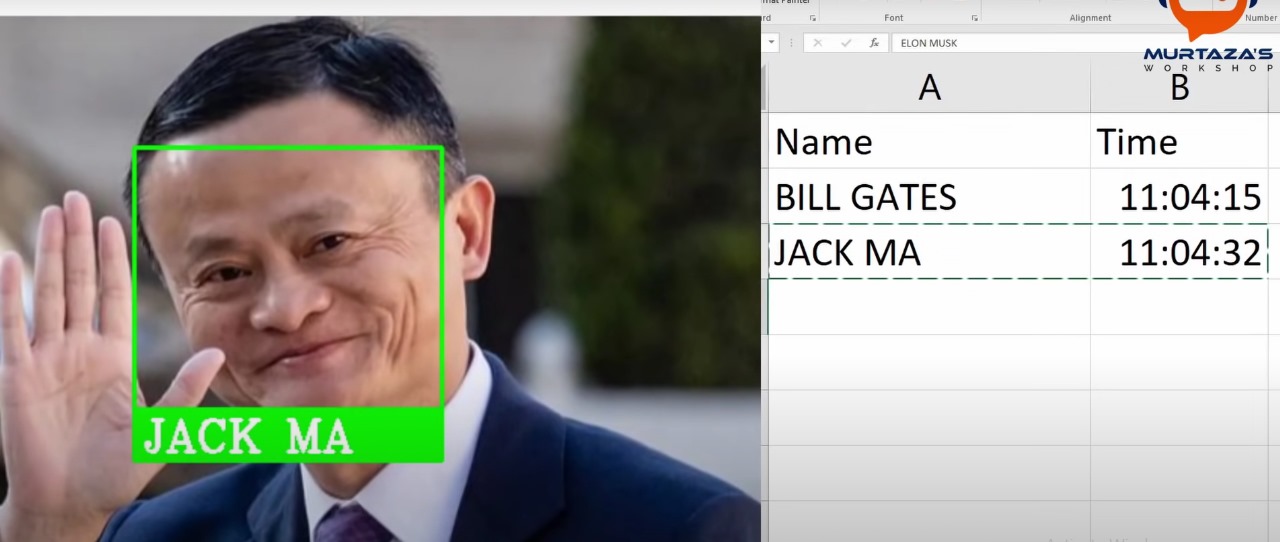 mat Painter
rd
Font
Alignment
Number
ELON MUSK
MURTAZA'S
WORKSHOP
A
B
Name
Time
BILL GATES
11:04:15
JACK MA
11:04:32
JACK MA